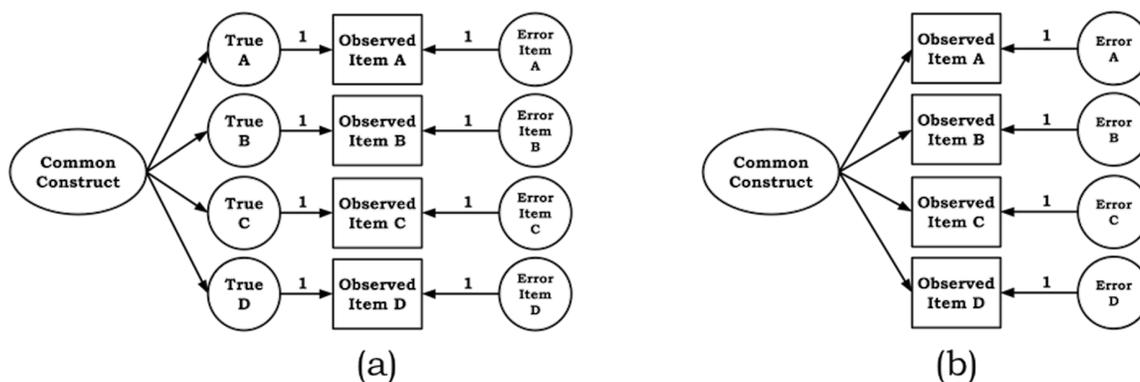 Common
Construct
True
A
1
Observed
Item A
1
Error
Item
A
True
B
1
Observed
Item B
1
Error
Item
B
True
C
1
Observed
Item C
1
Error
Item
C
True
D
1
Observed
Item D
1
Error
Item
D
(a)
Common
Construct
Observed
Item A
1
Error
A
Observed
Item B
1
Error
B
Observed
Item C
1
Error
C
Observed
Item D
1
Error
D
(b)